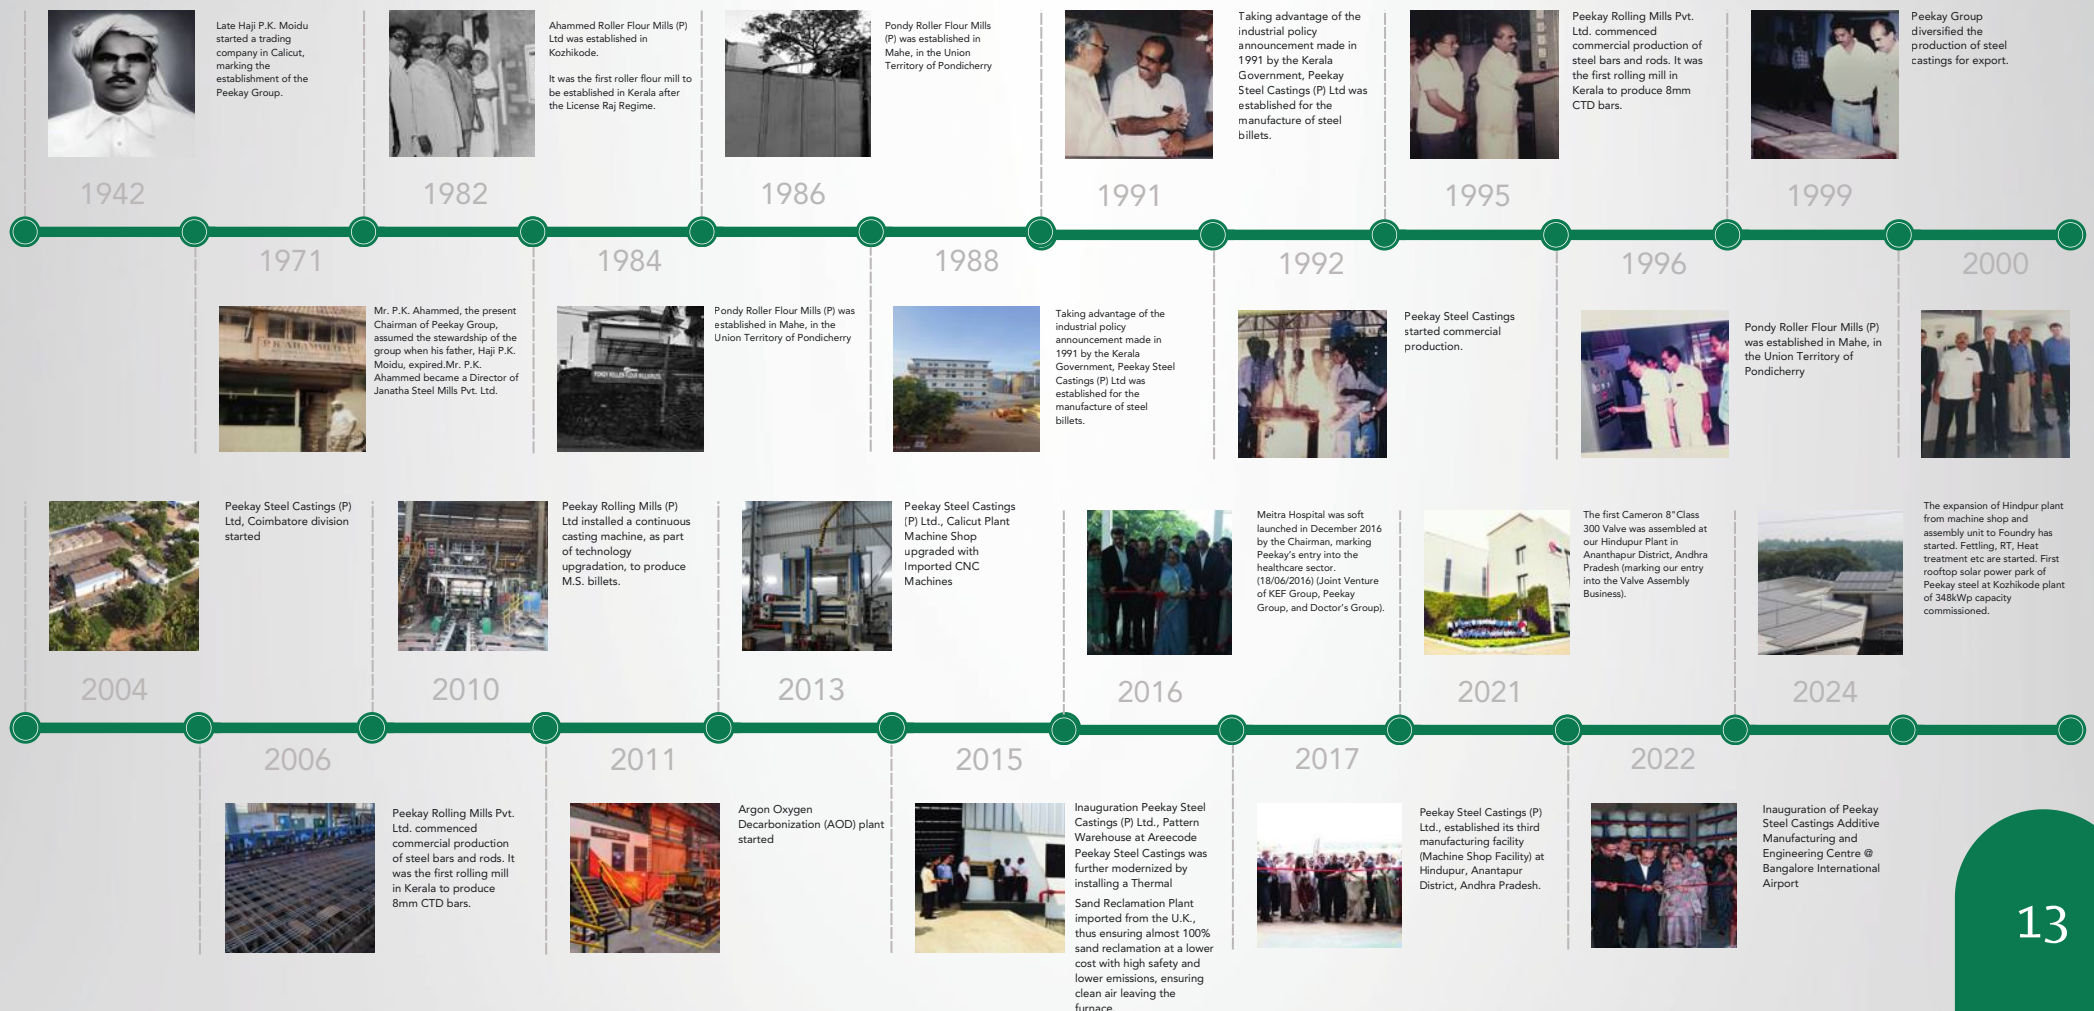 Late Haji P.K. Moidu
started a trading
company in Calicut,
marking the
establishment of the
Peekay Group.
1942
Mr. P.K. Ahammed, the present
Chairman of Peekay Group,
assumed the stewardship of the
group when his father, Haji P.K.
Moidu, expired.Mr. P.K.
Ahammed became a Director of
Janatha Steel Mills Pvt. Ltd.
1971
Ahammed Roller Flour Mills (P)
Ltd was established in
Kozhikode.
It was the first roller flour mill to
be established in Kerala after
the License Raj Regime.
1982
1984
PONDY ROLLER FLOUR MILLS
Pondy Roller Flour Mills (P) was
established in Mahe, in the
Union Territory of Pondicherry
Pondy Roller Flour Mills
(P) was established in
Mahe, in the Union
Territory of Pondicherry
1986
1988
Taking advantage of the
industrial policy
announcement made in
1991 by the Kerala
Government, Peekay Steel
Castings (P) Ltd was
established for the
manufacture of steel
billets.
Taking advantage of the
industrial policy
announcement made in
1991 by the Kerala
Government, Peekay
Steel Castings (P) Ltd was
established for the
manufacture of steel
billets.
1991
1992
Peekay Steel Castings
started commercial
production.
Peekay Rolling Mills Pvt.
Ltd. commenced
commercial production of
steel bars and rods. It was
the first rolling mill in
Kerala to produce 8mm
CTD bars.
1995
1996
Pondy Roller Flour Mills (P)
was established in Mahe, in
the Union Territory of
Pondicherry
Peekay Group
diversified the
production of steel
castings for export.
1999
2000
Peekay Steel Castings (P)
Ltd, Coimbatore division
started
2004
2006
Peekay Rolling Mills Pvt.
Ltd. commenced
commercial production
of steel bars and rods. It
was the first rolling mill
in Kerala to produce
8mm CTD bars.
Peekay Rolling Mills (P)
Ltd installed a continuous
casting machine, as part
of technology
upgradation, to produce
M.S. billets.
2010
2011
Argon Oxygen
Decarbonization (AOD) plant
started
Peekay Steel Castings
(P) Ltd., Calicut Plant
Machine Shop
upgraded with
Imported CNC
Machines
2013
2015
Inauguration Peekay Steel
Castings (P) Ltd., Pattern
Warehouse at Areecode
Peekay Steel Castings was
further modernized by
installing a Thermal
Sand Reclamation Plant
imported from the U.K.,
thus ensuring almost 100%
sand reclamation at a lower
cost with high safety and
lower emissions, ensuring
clean air leaving the
furnace.
Meitra Hospital was soft
launched in December 2016
by the Chairman, marking
Peekay's entry into the
healthcare sector.
(18/06/2016) (Joint Venture
of KEF Group, Peekay
Group, and Doctor's Group).
2016
2017
Peekay Steel Castings (P)
Ltd., established its third
manufacturing facility
(Machine Shop Facility) at
Hindupur, Anantapur
District, Andhra Pradesh.
The first Cameron 8"Class
300 Valve was assembled at
our Hindupur Plant in
Ananthapur District, Andhra
Pradesh (marking our entry
into the Valve Assembly
Business).
2021
2022
Inauguration of Peekay
Steel Castings Additive
Manufacturing and
Engineering Centre @
Bangalore International
Airport
The expansion of Hindpur plant
from machine shop and
assembly unit to Foundry has
started. Fettling, RT, Heat
treatment etc are started. First
rooftop solar power park of
Peekay steel at Kozhikode plant
of 348kWp capacity
commissioned.
2024
13